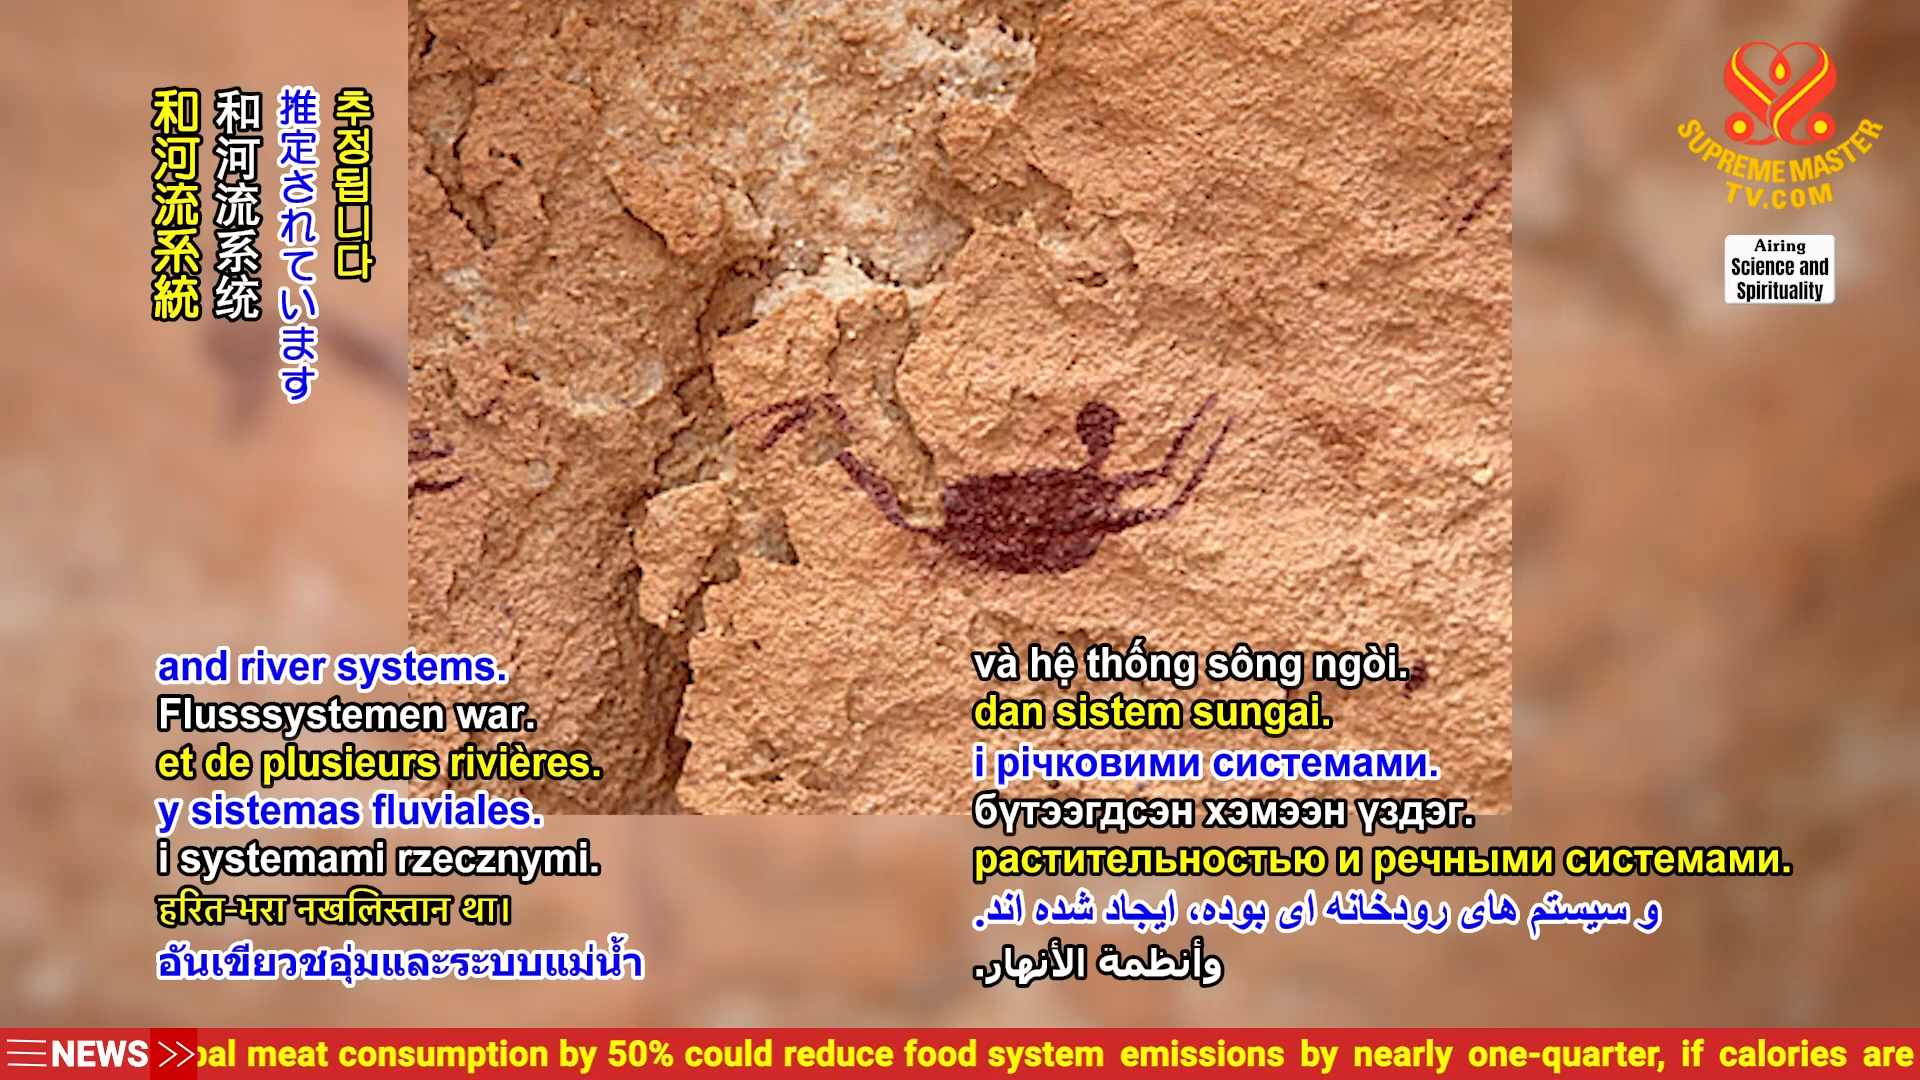 추정됩니다
推定されています
和河流系统
和河流系統
SUPREME MASTER
TV.COM
Airing
Science and
Spirituality
and river systems.
Flusssystemen war.
et de plusieurs rivières.
y sistemas fluviales.
i systemami rzecznymi.
हरित-भरा नखलिस्तान था।
อันเขียวชอุ่มและระบบแม่น้ำ
và hệ thống sông ngòi.
dan sistem sungai.
і річковими системами.
бүтээгдсэн хэмээн үздэг.
растительностью и речными системами.
و سیستم های رودخانه ای بوده، ایجاد شده اند.
وأنظمة الأنهار.
NEWS
meat consumption by 50% could reduce food system emissions by nearly one-quarter, if calories are